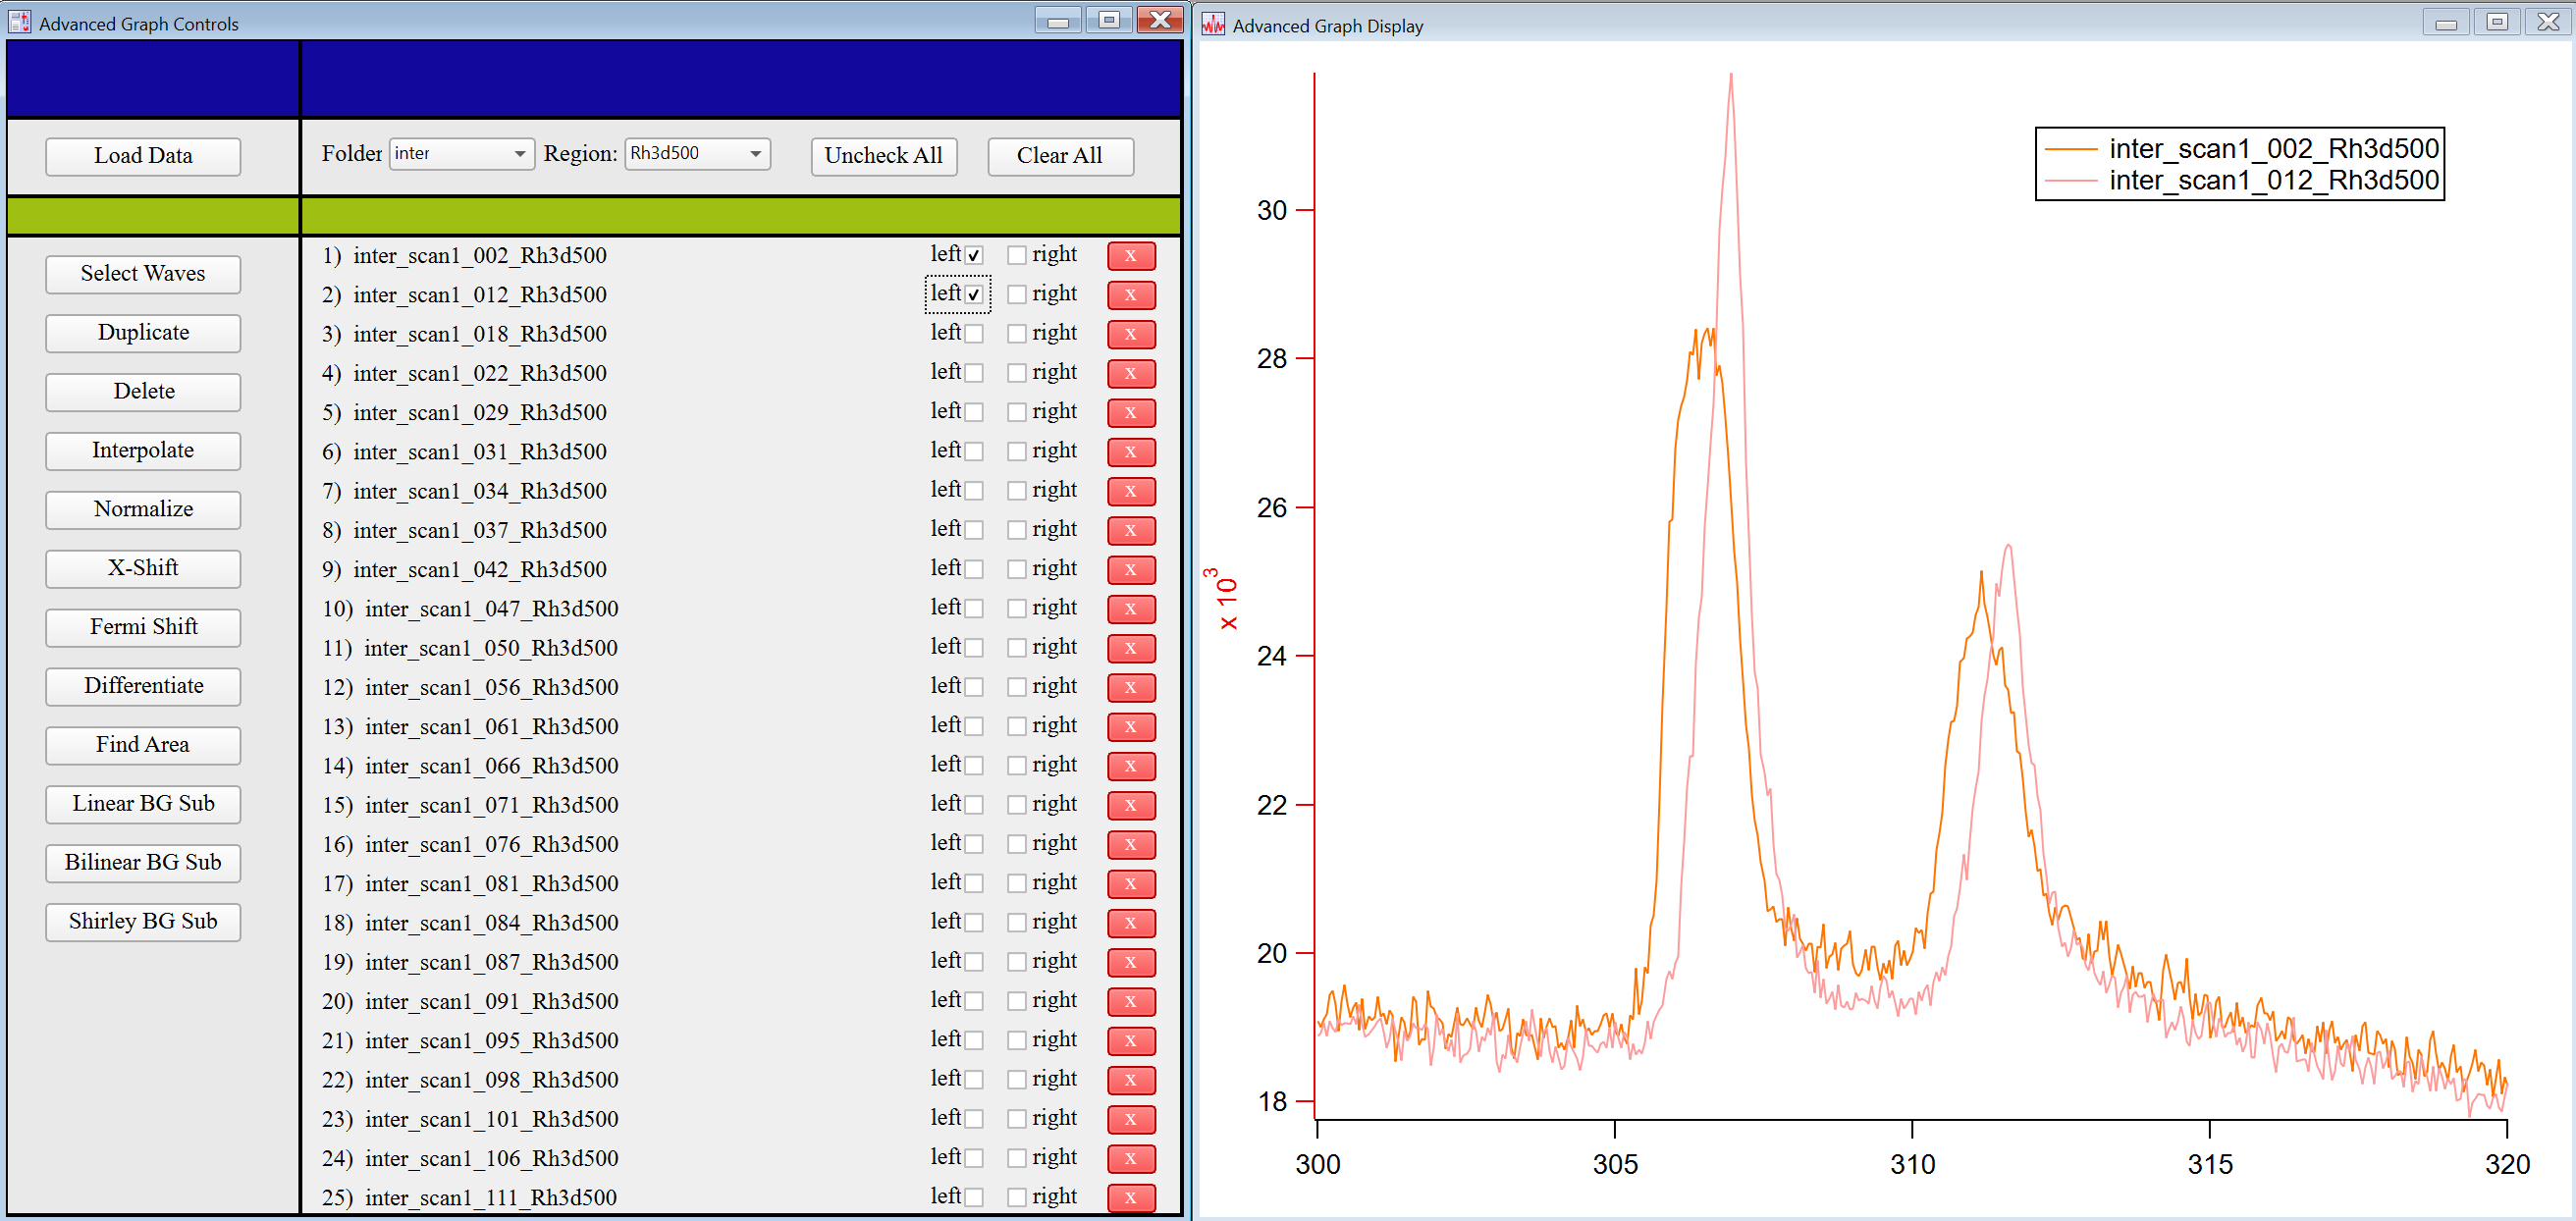 Advanced Graph Controls
Load Data
Folder inter Region: Rh3d500 Uncheck All Clear All
Select Waves
Duplicate
Delete
Interpolate
Normalize
X-Shift
Fermi Shift
Differentiate
Find Area
Linear BG Sub
Bilinear BG Sub
Shirley BG Sub
1) inter_scan1_002_Rh3d500 left right x
2) inter_scan1_012_Rh3d500 left right x
3) inter_scan1_018_Rh3d500 left right x
4) inter_scan1_022_Rh3d500 left right x
5) inter_scan1_029_Rh3d500 left right x
6) inter_scan1_031_Rh3d500 left right x
7) inter_scan1_034_Rh3d500 left right x
8) inter_scan1_037_Rh3d500 left right x
9) inter_scan1_042_Rh3d500 left right x
10) inter_scan1_047_Rh3d500 left right x
11) inter_scan1_050_Rh3d500 left right x
12) inter_scan1_056_Rh3d500 left right x
13) inter_scan1_061_Rh3d500 left right x
14) inter_scan1_066_Rh3d500 left right x
15) inter_scan1_071_Rh3d500 left right x
16) inter_scan1_076_Rh3d500 left right x
17) inter_scan1_081_Rh3d500 left right x
18) inter_scan1_084_Rh3d500 left right x
19) inter_scan1_087_Rh3d500 left right x
20) inter_scan1_091_Rh3d500 left right x
21) inter_scan1_095_Rh3d500 left right x
22) inter_scan1_098_Rh3d500 left right x
23) inter_scan1_101_Rh3d500 left right x
24) inter_scan1_106_Rh3d500 left right x
25) inter_scan1_111_Rh3d500 left right x
Advanced Graph Display
inter_scan1_002_Rh3d500
inter_scan1_012_Rh3d500
30
28
26
x 10³
24
22
20
18
300 305 310 315 320